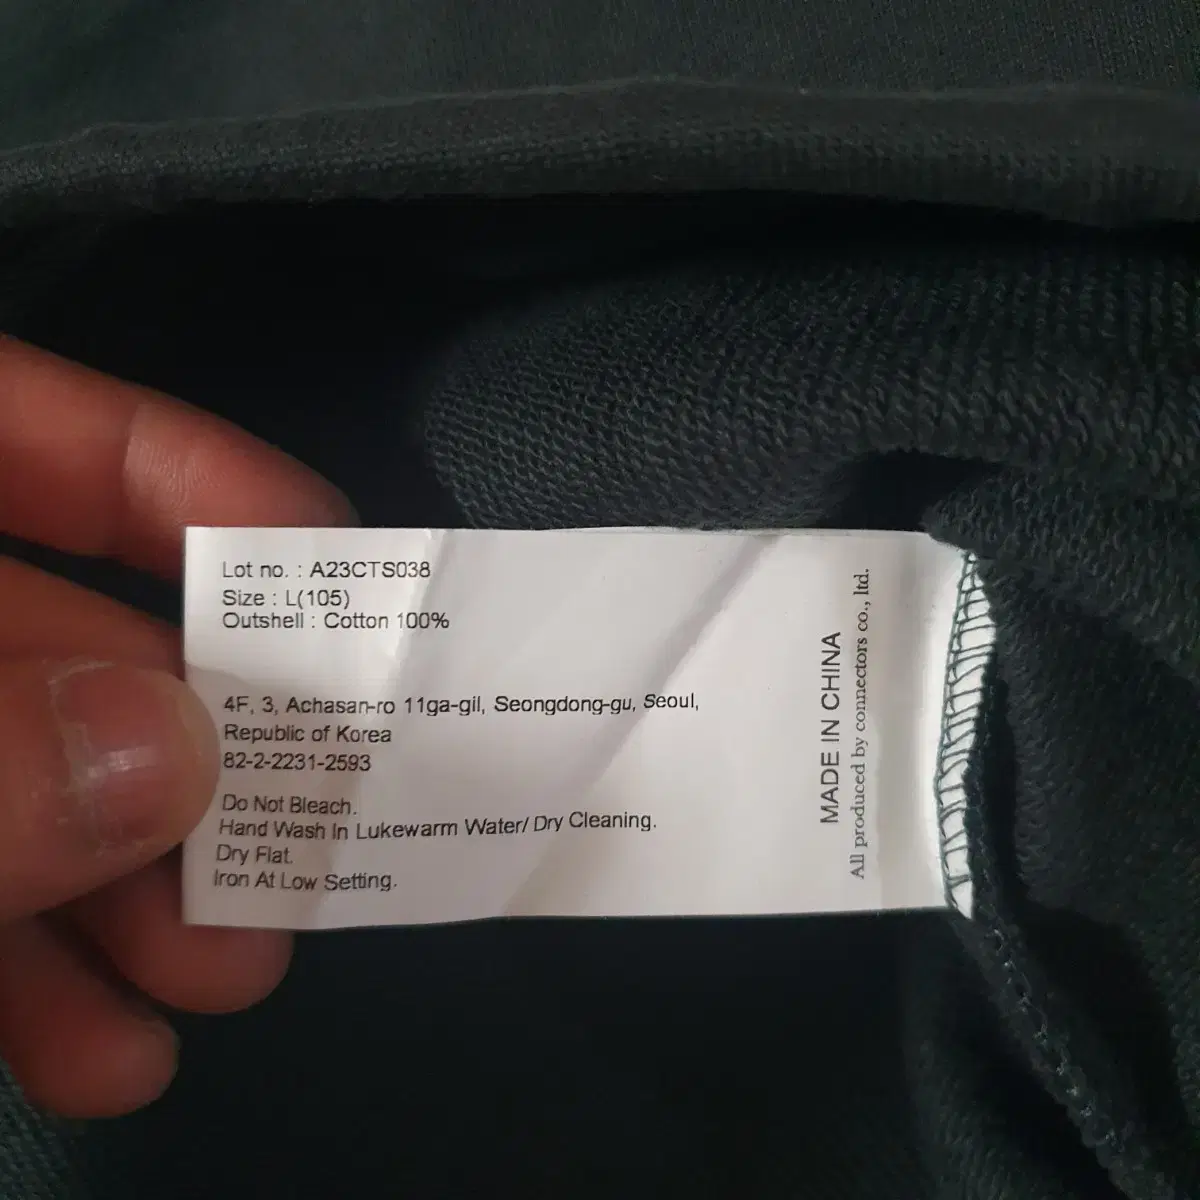 Lot no. : A23CTS038
Size : L(105)
Outshell : Cotton 100%
4F, 3, Achasan-ro 11ga-gil, Seongdong-gu, Seoul,
Republic of Korea
82-2-2231-2593
Do Not Bleach.
Hand Wash In Lukewarm Water/ Dry Cleaning.
Dry Flat.
Iron At Low Setting.
MADE IN CHINA
All produced by connectors co., ltd.